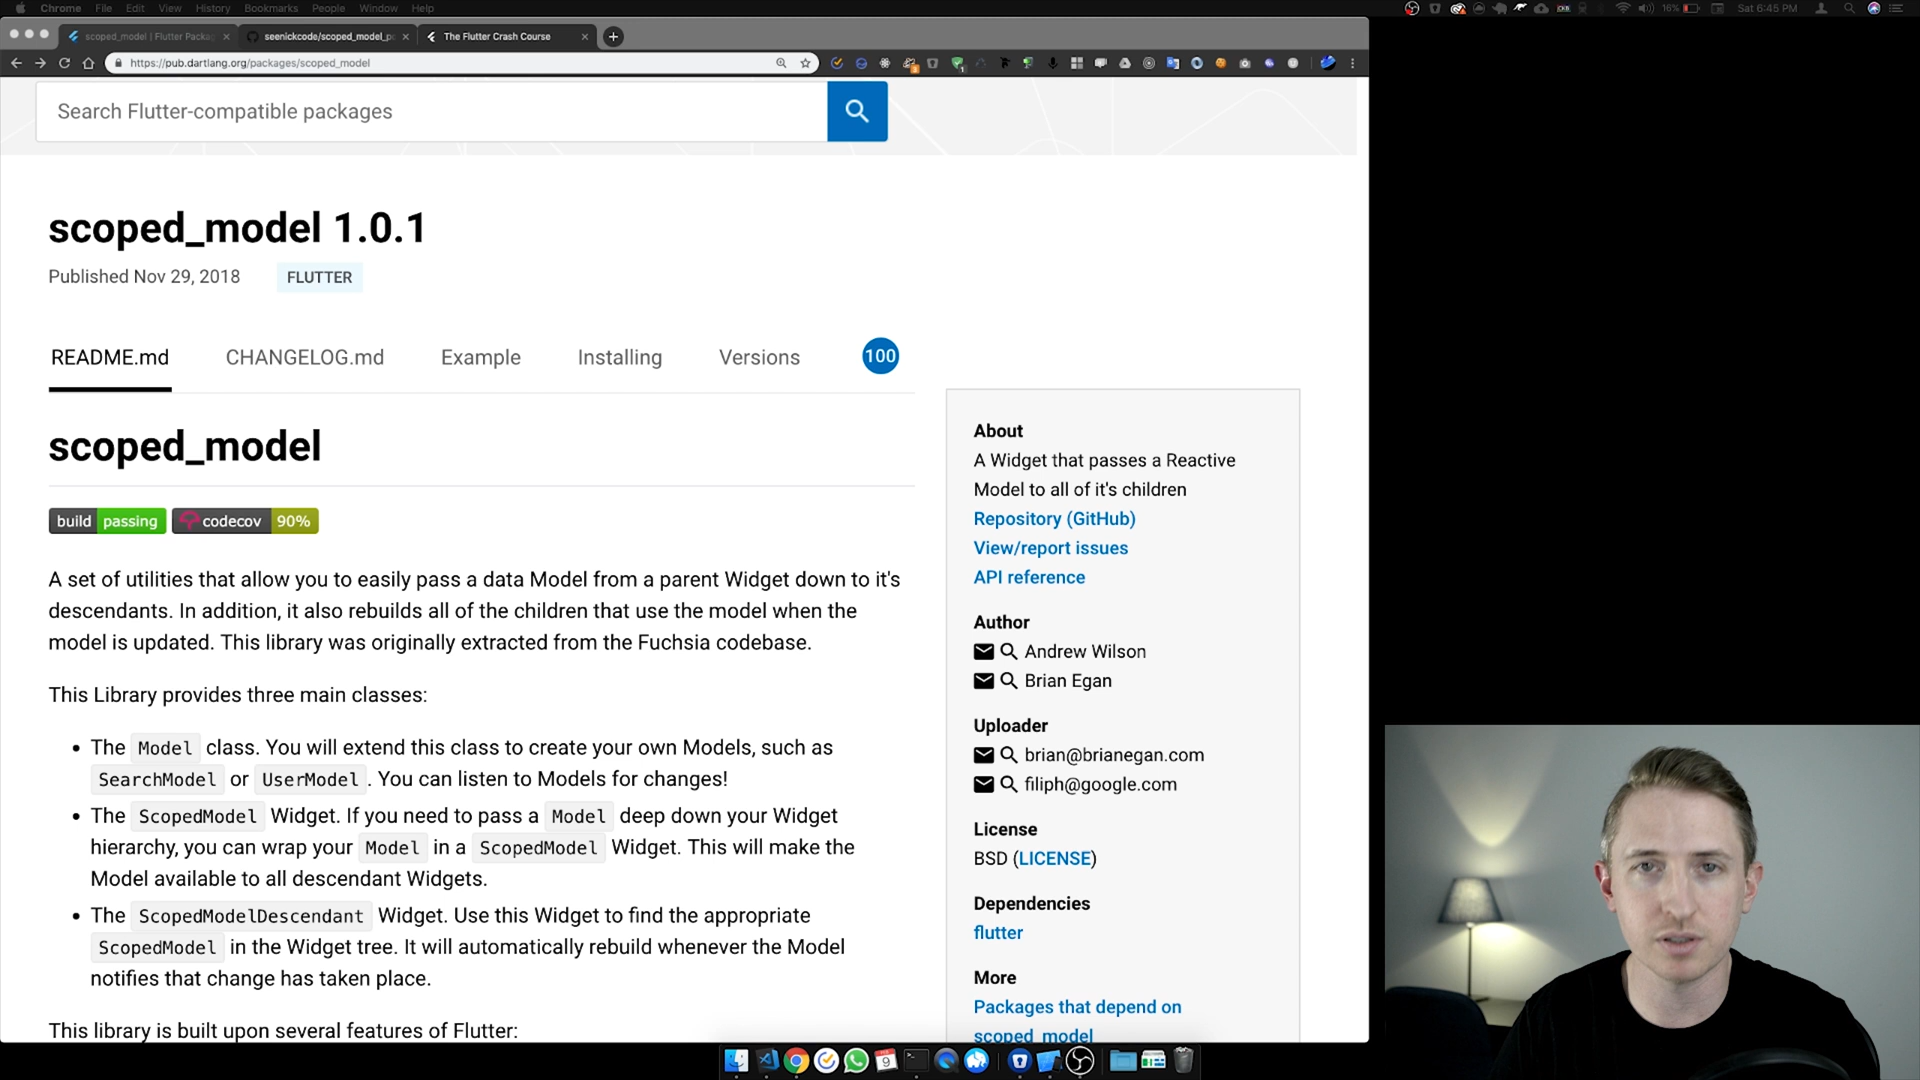 Chrome File Edit View History Bookmarks People Window Help
16% Sat 6:45 PM
scoped_model | Flutter Packa
seenickcode/scoped_model_p
The Flutter Crash Course
https://pub.dartlang.org/packages/scoped_model
Search Flutter-compatible packages
scoped_model 1.0.1
Published Nov 29, 2018 FLUTTER
README.md CHANGELOG.md Example Installing Versions 100
scoped_model
build passing codecov 90%
A set of utilities that allow you to easily pass a data Model from a parent Widget down to it's
descendants. In addition, it also rebuilds all of the children that use the model when the
model is updated. This library was originally extracted from the Fuchsia codebase.
This Library provides three main classes:
• The Model class. You will extend this class to create your own Models, such as
SearchModel or UserModel. You can listen to Models for changes!
• The ScopedModel Widget. If you need to pass a Model deep down your Widget
hierarchy, you can wrap your Model in a ScopedModel Widget. This will make the
Model available to all descendant Widgets.
• The ScopedModelDescendant Widget. Use this Widget to find the appropriate
ScopedModel in the Widget tree. It will automatically rebuild whenever the Model
notifies that change has taken place.
This library is built upon several features of Flutter:
About
A Widget that passes a Reactive
Model to all of it's children
Repository (GitHub)
View/report issues
API reference
Author
Andrew Wilson
Brian Egan
Uploader
brian@brianegan.com
filiph@google.com
License
BSD (LICENSE)
Dependencies
flutter
More
Packages that depend on
scoped_model
9